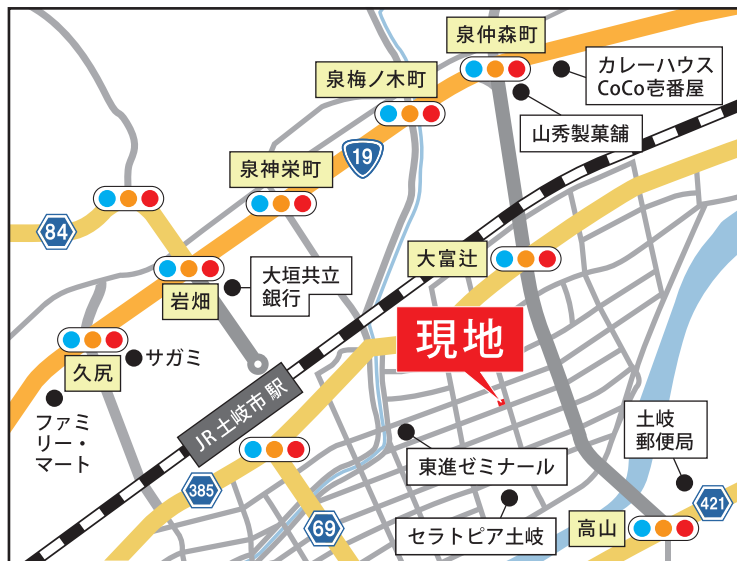 泉仲森町
カレーハウス
CoCo壱番屋
泉梅ノ木町
山秀製菓舗
19
泉神栄町
84
大富辻
大垣共立
銀行
岩畑
現地
久尻
サガミ
JR土岐市駅
ファミ
リー・
マート
土岐
郵便局
東進ゼミナール
385
421
69
セラトピア土岐
高山